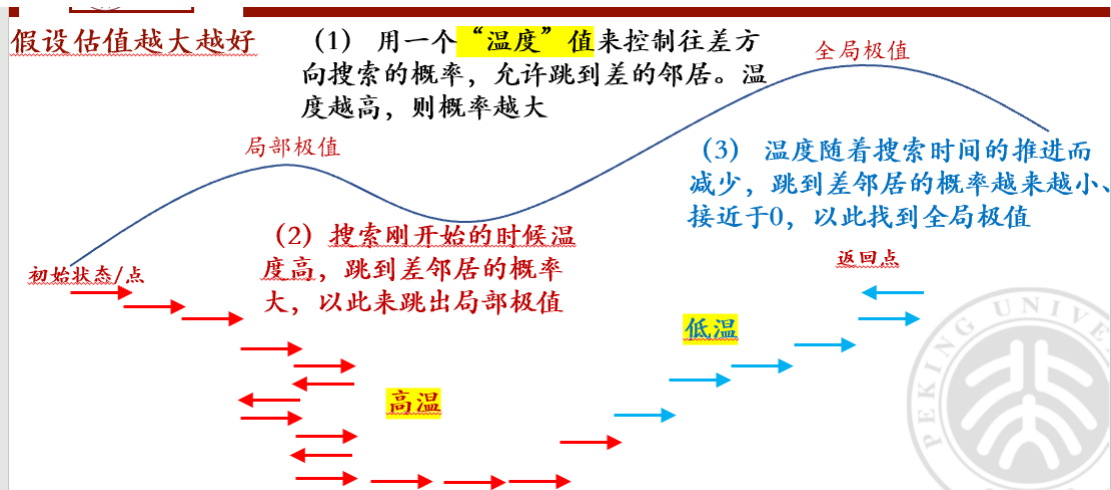 假设估值越大越好
（1） 用一个“温度”值来控制往差方
向搜索的概率，允许跳到差的邻居。温
度越高，则概率越大
全局极值
局部极值
（3） 温度随着搜索时间的推进而
减少，跳到差邻居的概率越来越小、
接近于0，以此找到全局极值
（2）搜索刚开始的时候温
度高，跳到差邻居的概率
大，以此来跳出局部极值
初始状态/点
返回点
低温
高温
PEKING UNIVE